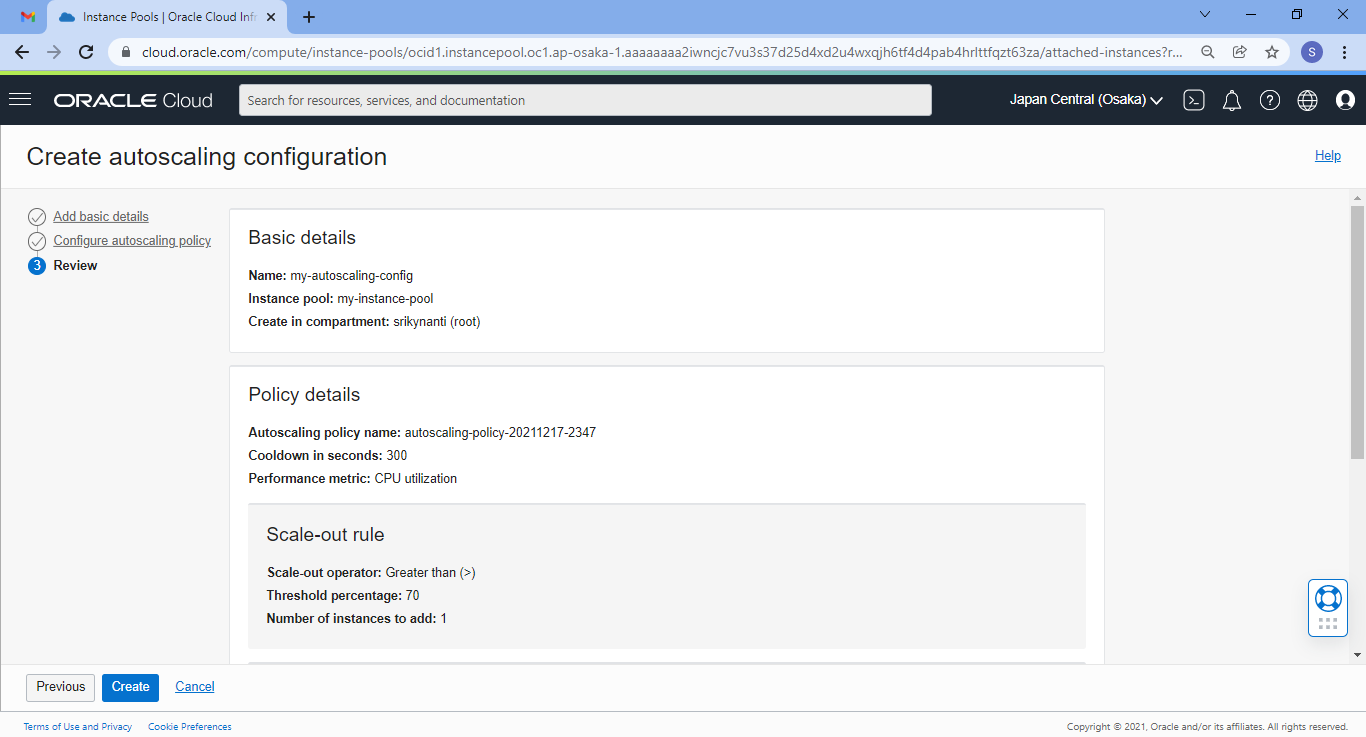 Instance Pools | Oracle Cloud Infr
cloud.oracle.com/compute/instance-pools/ocid1.instancepool.oc1.ap-osaka-1.aaaaaaaa2iwncjc7vu3s37d25d4xd2u4wxqjh6tf4d4pab4hrlttfqzt63za/attached-instances?r...
S
ORACLE Cloud
Search for resources, services, and documentation
Japan Central (Osaka)
Create autoscaling configuration
Help
Add basic details
Configure autoscaling policy
3 Review
Basic details
Name: my-autoscaling-config
Instance pool: my-instance-pool
Create in compartment: srikynanti (root)
Policy details
Autoscaling policy name: autoscaling-policy-20211217-2347
Cooldown in seconds: 300
Performance metric: CPU utilization
Scale-out rule
Scale-out operator: Greater than (>)
Threshold percentage: 70
Number of instances to add: 1
Previous
Create
Cancel
Terms of Use and Privacy
Cookie Preferences
Copyright © 2021, Oracle and/or its affiliates. All rights reserved.